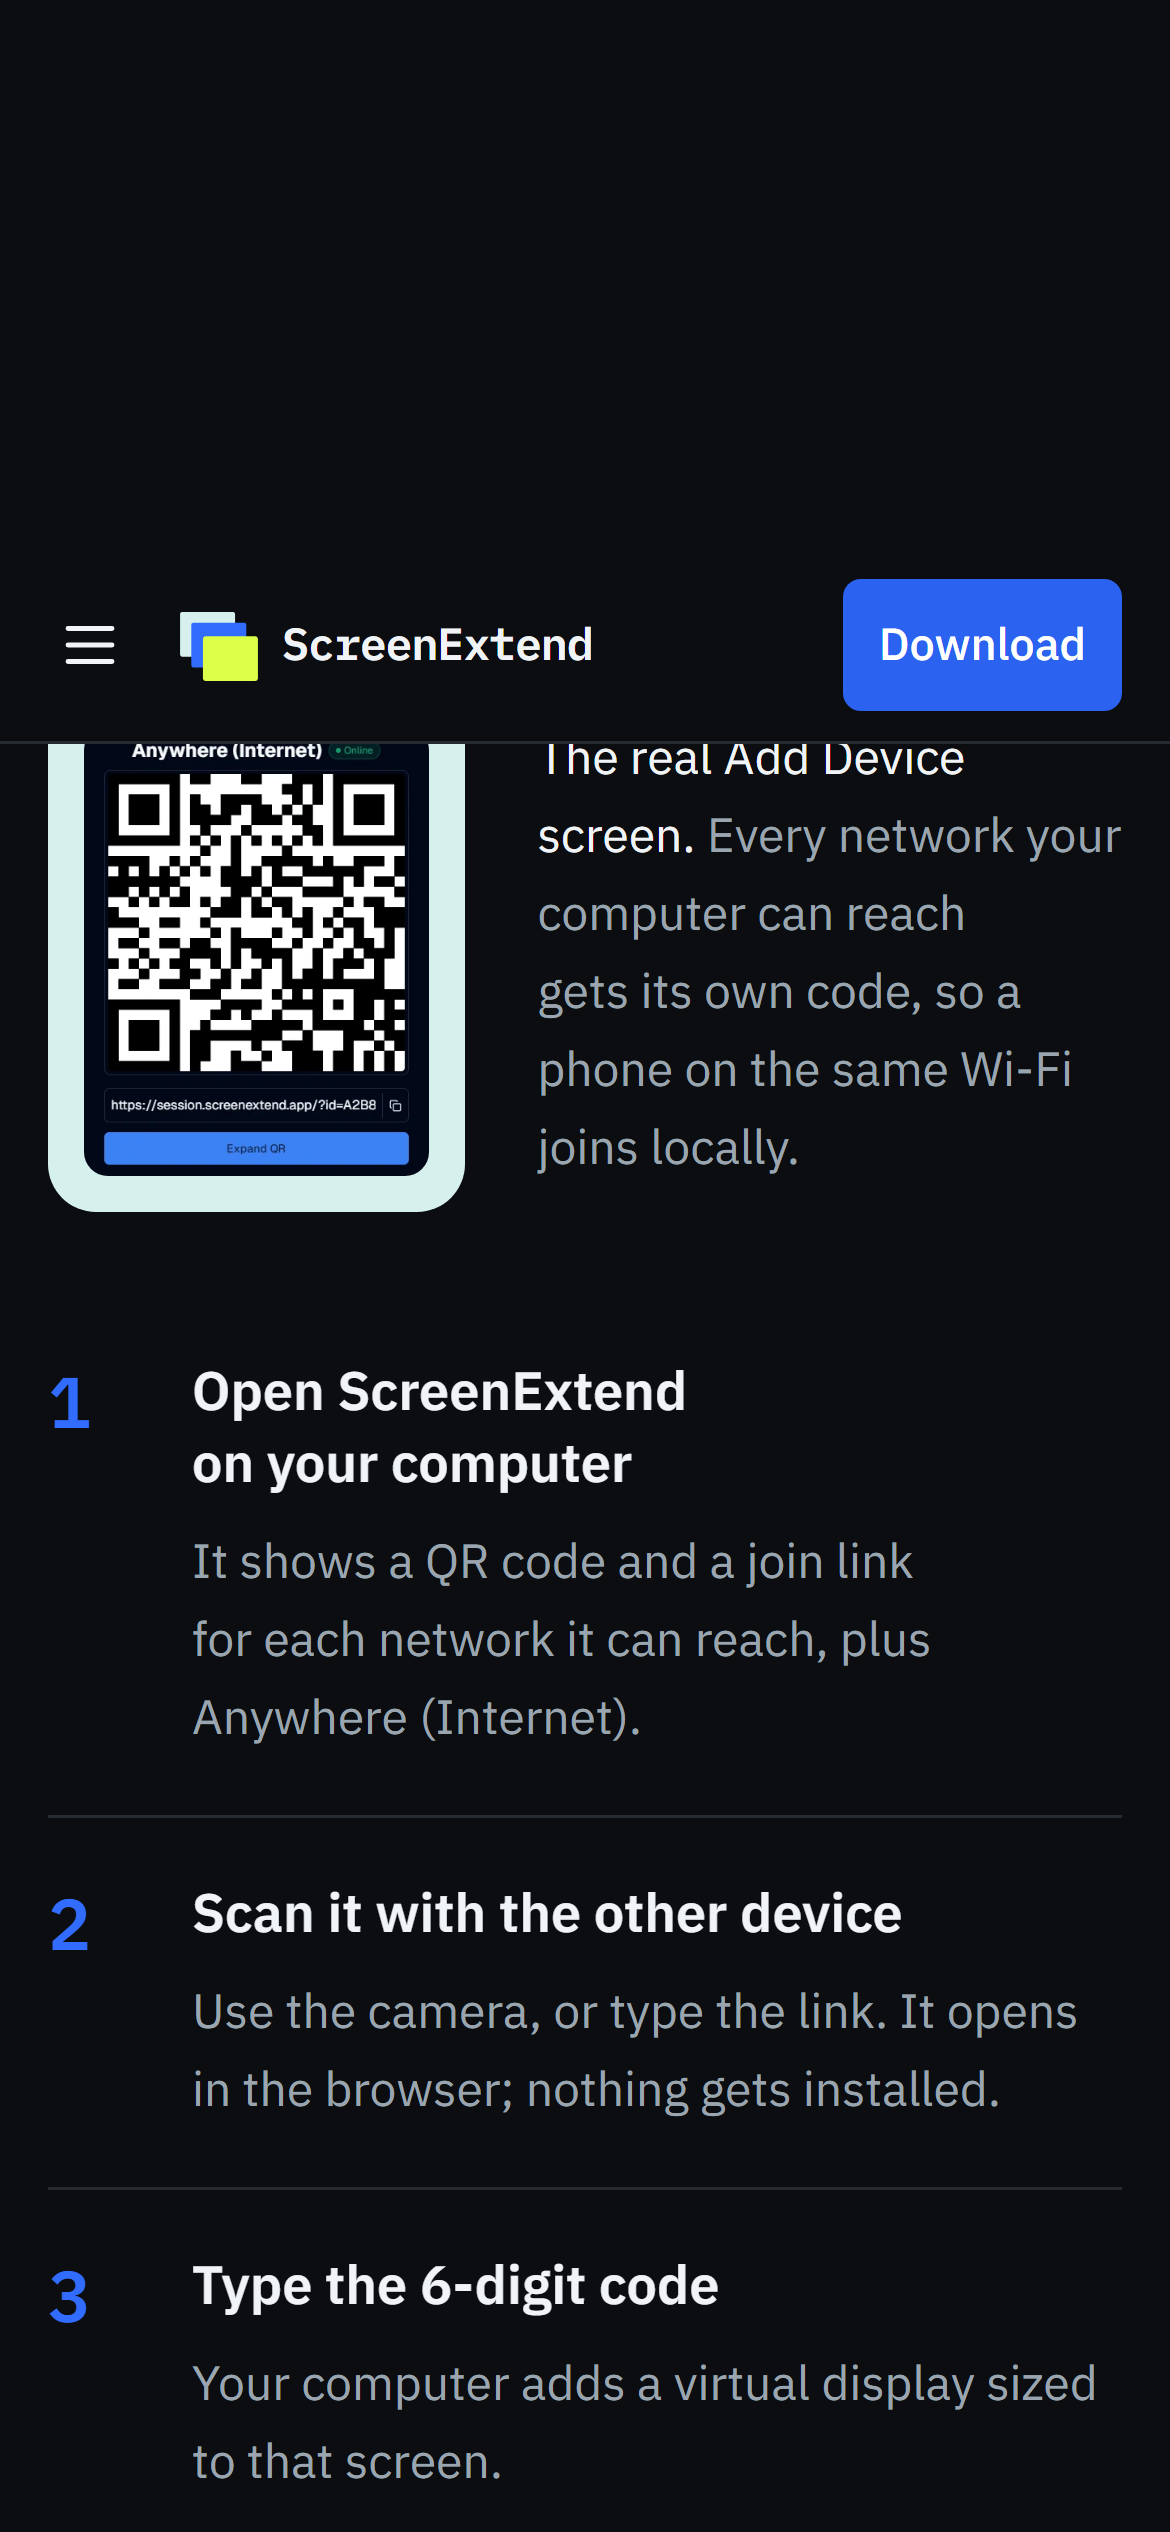 ScreenExtend
Download
Anywhere (Internet)
Online
https://session.screenextend.app/?id=A2B8
Expand QR
The real Add Device
screen. Every network your
computer can reach
gets its own code, so a
phone on the same Wi-Fi
joins locally.
1
Open ScreenExtend
on your computer
It shows a QR code and a join link
for each network it can reach, plus
Anywhere (Internet).
2
Scan it with the other device
Use the camera, or type the link. It opens
in the browser; nothing gets installed.
3
Type the 6-digit code
Your computer adds a virtual display sized
to that screen.